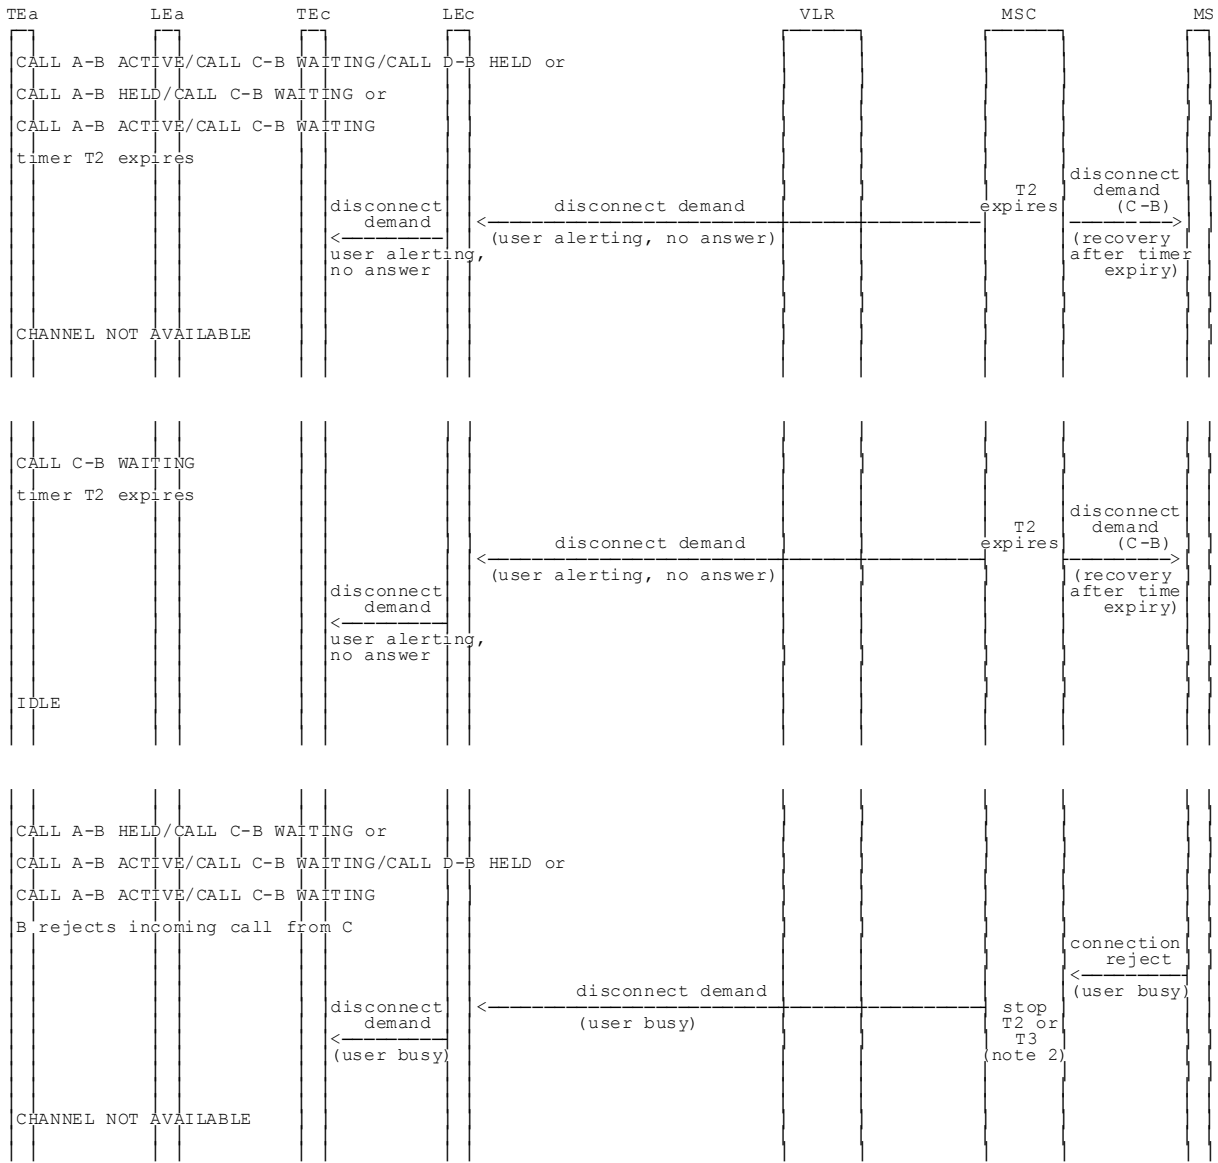 TEa LEa TEc LEc VLR MSC MS
CALL A-B ACTIVE/CALL C-B WAITING/CALL D-B HELD or
CALL A-B HELD/CALL C-B WAITING or
CALL A-B ACTIVE/CALL C-B WAITING
timer T2 expires
disconnect
T2 demand
disconnect disconnect demand expires (C-B)
demand
(user alerting, no answer) (recovery
user alerting, after timer
no answer expiry)
CHANNEL NOT AVAILABLE
CALL C-B WAITING
timer T2 expires
disconnect
T2 demand
disconnect demand expires (C-B)
(user alerting, no answer) (recovery
disconnect after time
demand expiry)
user alerting,
no answer
IDLE
CALL A-B HELD/CALL C-B WAITING or
CALL A-B ACTIVE/CALL C-B WAITING/CALL D-B HELD or
CALL A-B ACTIVE/CALL C-B WAITING
B rejects incoming call from C
connection
reject
disconnect demand (user busy)
disconnect stop
demand (user busy) T2 or
T3
(user busy) (note 2)
CHANNEL NOT AVAILABLE